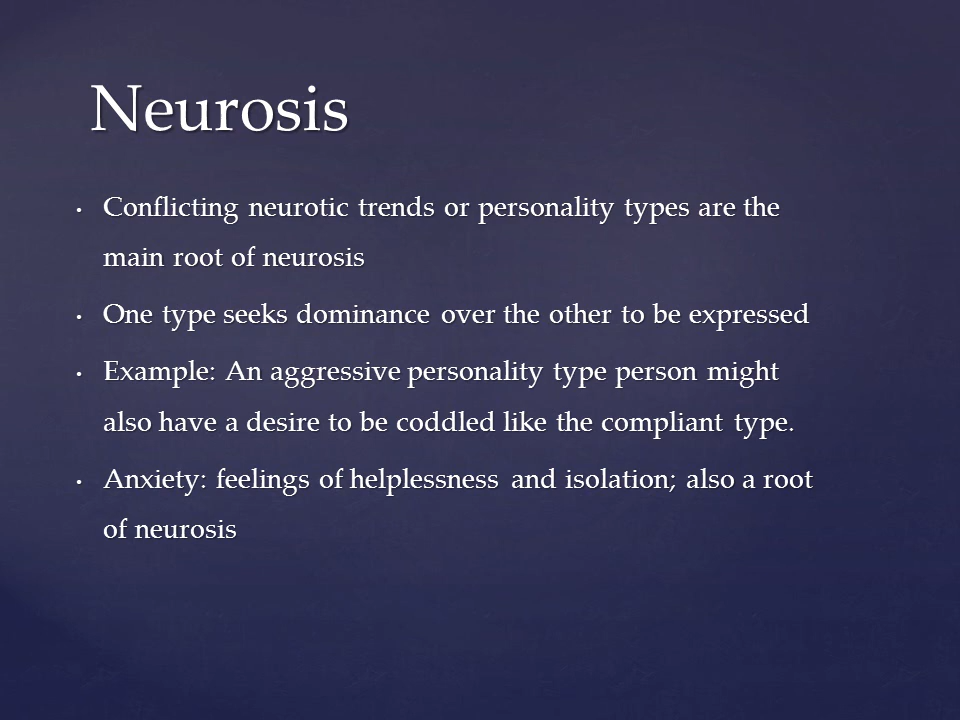 Neurosis
• Conflicting neurotic trends or personality types are the
main root of neurosis
• One type seeks dominance over the other to be expressed
• Example: An aggressive personality type person might
also have a desire to be coddled like the compliant type.
• Anxiety: feelings of helplessness and isolation; also a root
of neurosis